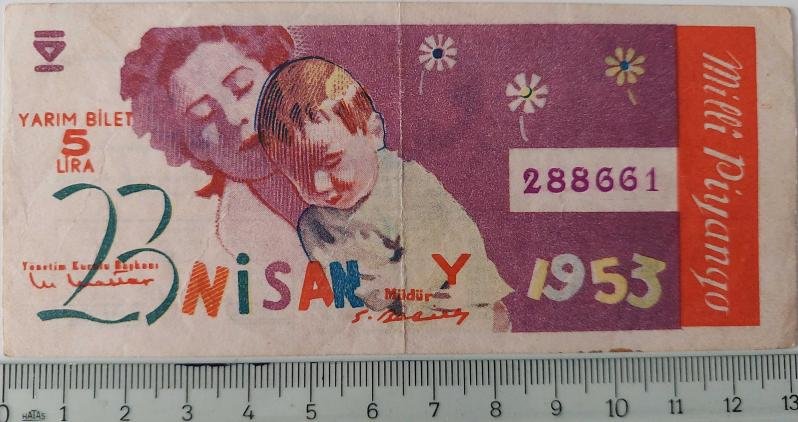 YARIM BİLET
5
LİRA
23 NİSAN 1953
Yönetim Kurulu Başkanı
Müdür
Y
288661
Milli Piyango
0 1 2 3 4 5 6 7 8 9 10 11 12 13
HATAS